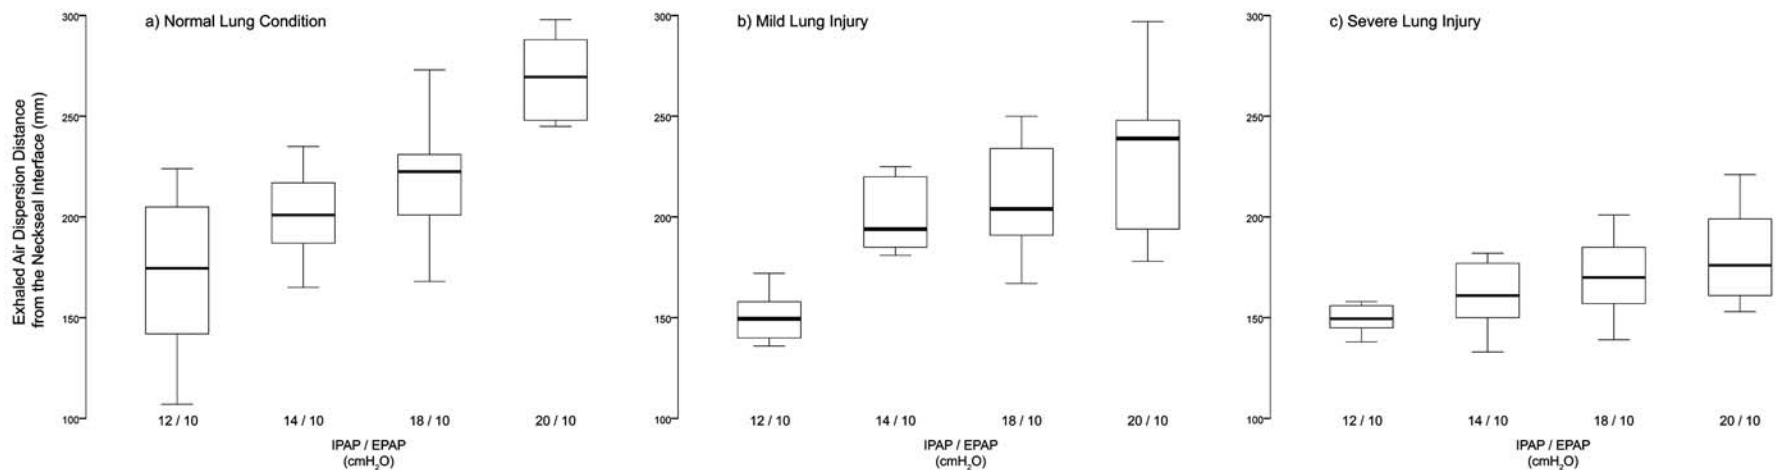 Exhaled Air Dispersion Distance
from the Neckseal Interface (mm)
a) Normal Lung Condition
300
250
200
150
100
12 / 10
14 / 10
18 / 10
20 / 10
IPAP / EPAP
(cmH₂O)
b) Mild Lung Injury
300
250
200
150
100
12 / 10
14 / 10
18 / 10
20 / 10
IPAP / EPAP
(cmH₂O)
c) Severe Lung Injury
300
250
200
150
100
12 / 10
14 / 10
18 / 10
20 / 10
IPAP / EPAP
(cmH₂O)